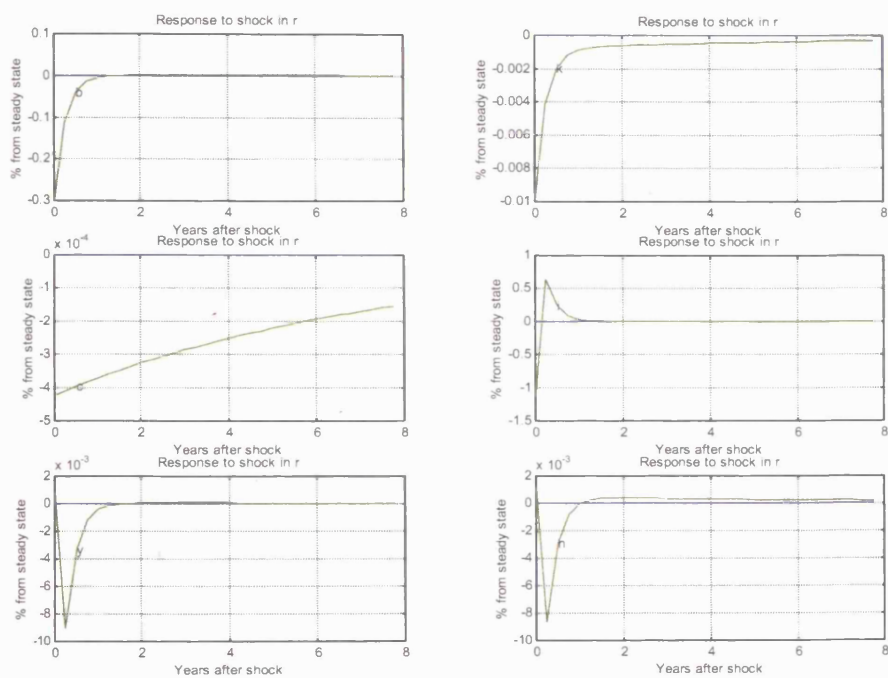 Response to shock in r
% from steady state
0.1
0
-0.1
-0.2
-0.3
b
0 2 4 6 8
Years after shock
Response to shock in r
% from steady state
0
-0.002
-0.004
-0.006
-0.008
-0.01
k
0 2 4 6 8
Years after shock
Response to shock in r
x 10-4
% from steady state
0
-1
-2
-3
-4
-5
c
0 2 4 6 8
Years after shock
Response to shock in r
% from steady state
1
0.5
0
-0.5
-1
-1.5
0 2 4 6 8
Years after shock
Response to shock in r
x 10-3
% from steady state
2
0
-2
-4
-6
-8
-10
y
0 2 4 6 8
Years after shock
Response to shock in r
x 10-3
% from steady state
2
0
-2
-4
-6
-8
-10
n
0 2 4 6 8
Years after shock